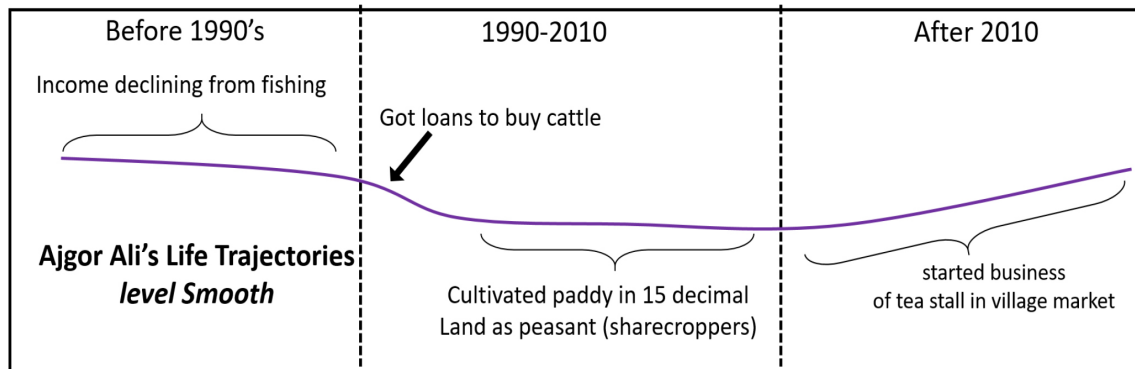 Before 1990's
1990-2010
After 2010
Income declining from fishing
Got loans to buy cattle
Ajgor Ali's Life Trajectories
level Smooth
Cultivated paddy in 15 decimal
Land as peasant (sharecroppers)
started business
of tea stall in village market